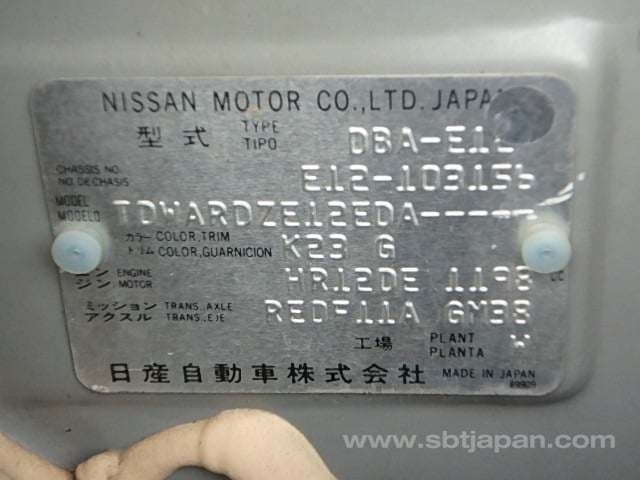 NISSAN MOTOR CO.,LTD. JAPAN
型式 TYPE TIPO DBA-E12
CHASSIS NO. NO. DE CHASIS E12-103156
MODEL MODELO TDWARDZE12EDA-----
カラー COLOR,TRIM
トリム COLOR,GUARNICION K23 G
エンジン ENGINE MOTOR HR12DE 1198 cc
ミッション TRANS.,AXLE
アクスル TRANS.,EJE RE0F11A GM38
工場 PLANT PLANTA W
日産自動車株式会社 MADE IN JAPAN
89909
www.sbtjapan.com